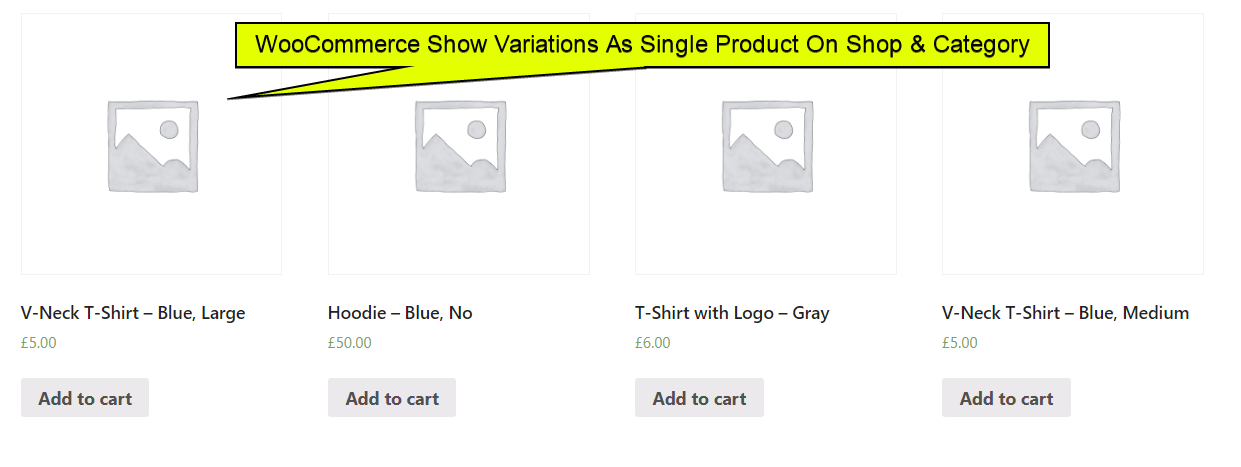 WooCommerce Show Variations As Single Product On Shop & Category
V-Neck T-Shirt – Blue, Large
£5.00
Add to cart
Hoodie – Blue, No
£50.00
Add to cart
T-Shirt with Logo – Gray
£6.00
Add to cart
V-Neck T-Shirt – Blue, Medium
£5.00
Add to cart